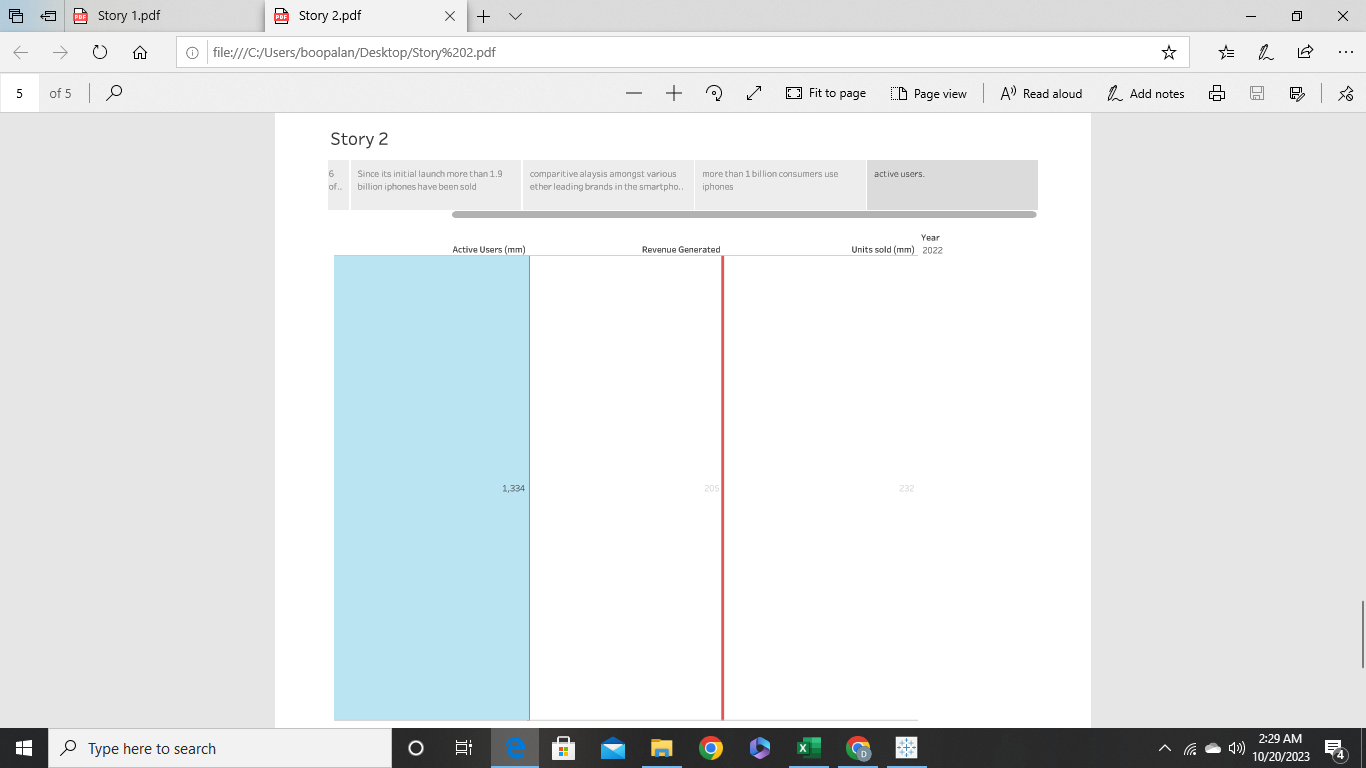 Story 1.pdf
Story 2.pdf
file:///C:/Users/boopalan/Desktop/Story%202.pdf
5 of 5
Fit to page
Page view
Read aloud
Add notes
Story 2
6
of..
Since its initial launch more than 1.9
billion iphones have been sold
comparitive alaysis amongst various
ether leading brands in the smartpho..
more than 1 billion consumers use
iphones
active users.
Year
Active Users (mm) Revenue Generated Units sold (mm) 2022
1,334 205 232
Type here to search
2:29 AM
10/20/2023
4